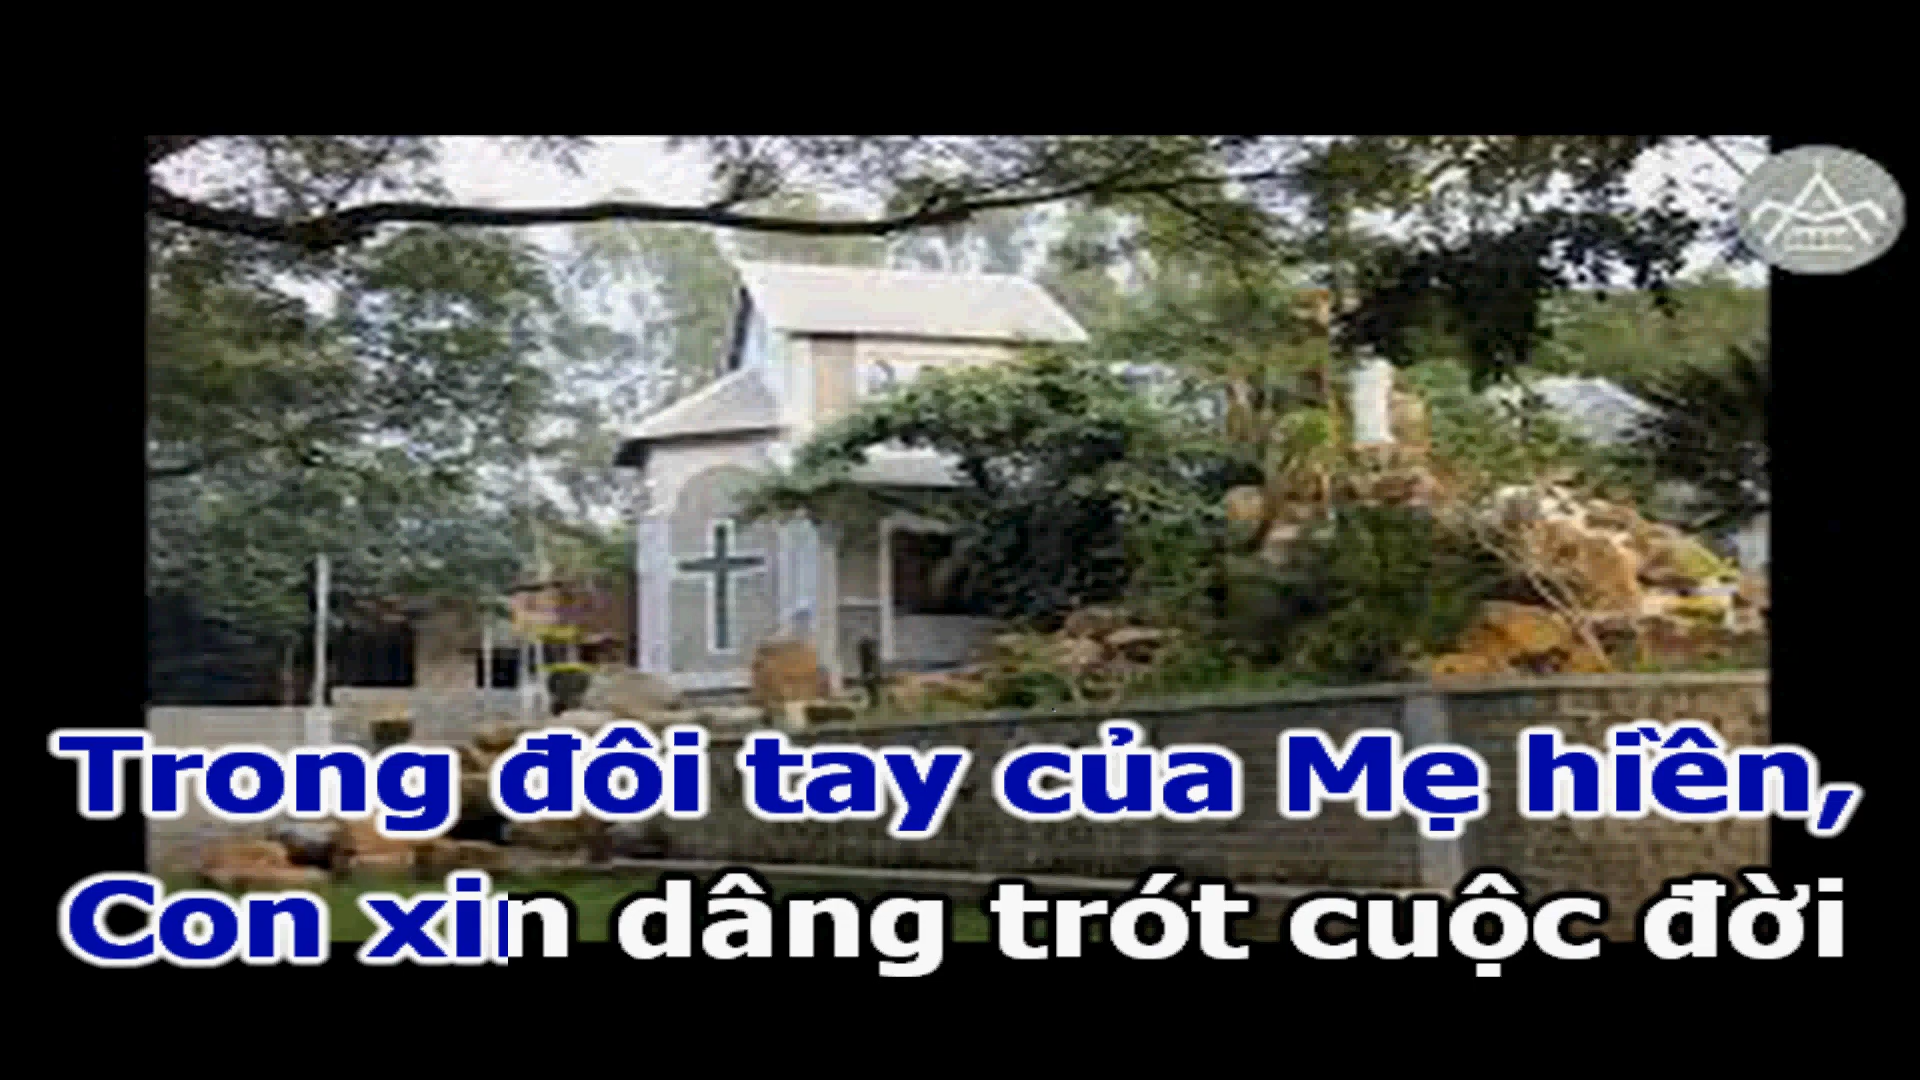 Trong đôi tay của Mẹ hiền,
Con xin dâng trót cuộc đời